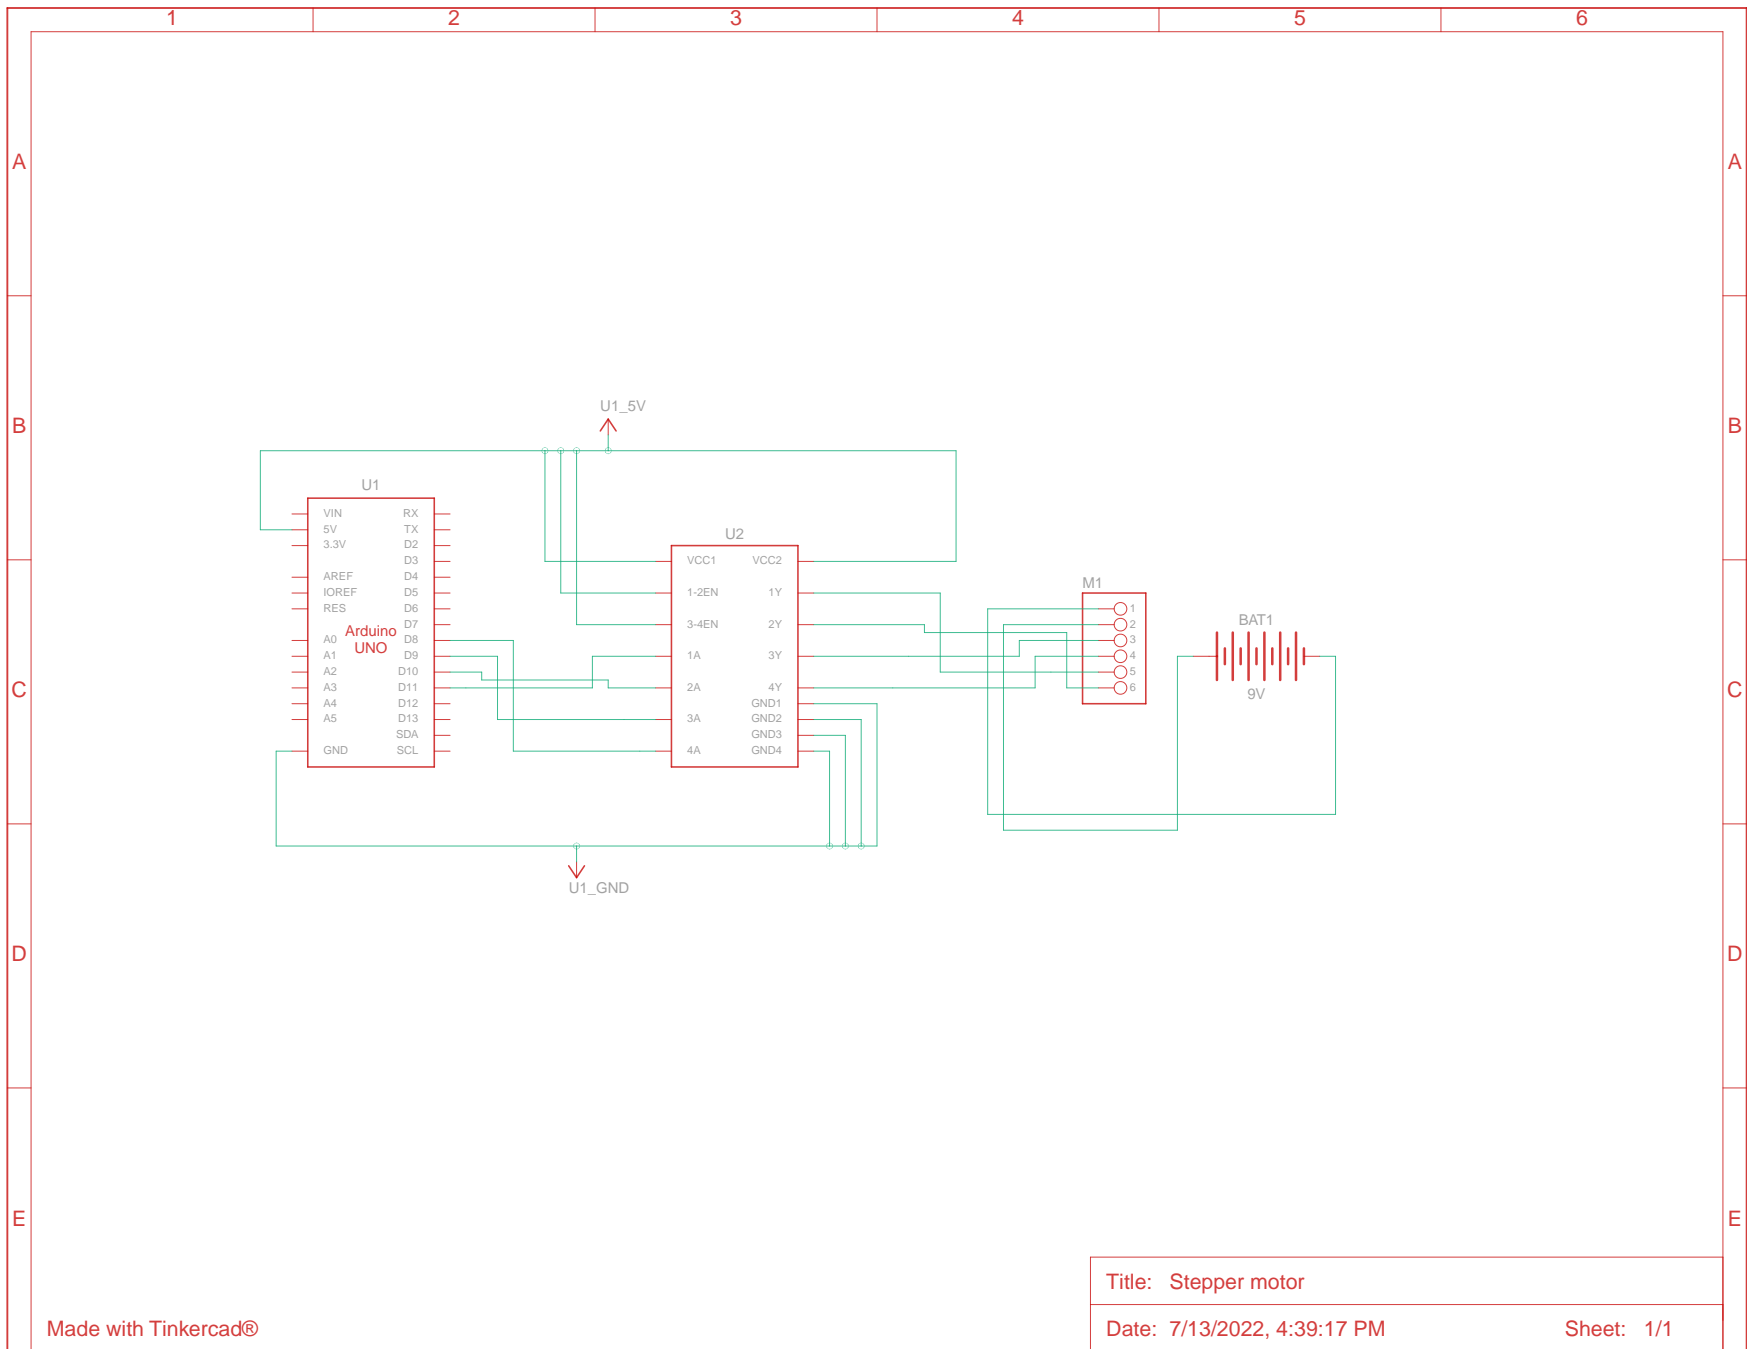 1 2 3 4 5 6
A A
B B
C C
D D
E E
U1_5V
U1
VIN RX
5V TX
3.3V D2
D3
AREF D4
IOREF D5
RES D6
D7
A0 D8
A1 D9
A2 D10
A3 D11
A4 D12
A5 D13
SDA
GND SCL
Arduino
UNO
U2
VCC1 VCC2
1-2EN 1Y
3-4EN 2Y
1A 3Y
2A 4Y
GND1
3A GND2
GND3
4A GND4
M1
1
2
3
4
5
6
BAT1
9V
U1_GND
Title: Stepper motor
Date: 7/13/2022, 4:39:17 PM Sheet: 1/1
Made with Tinkercad®